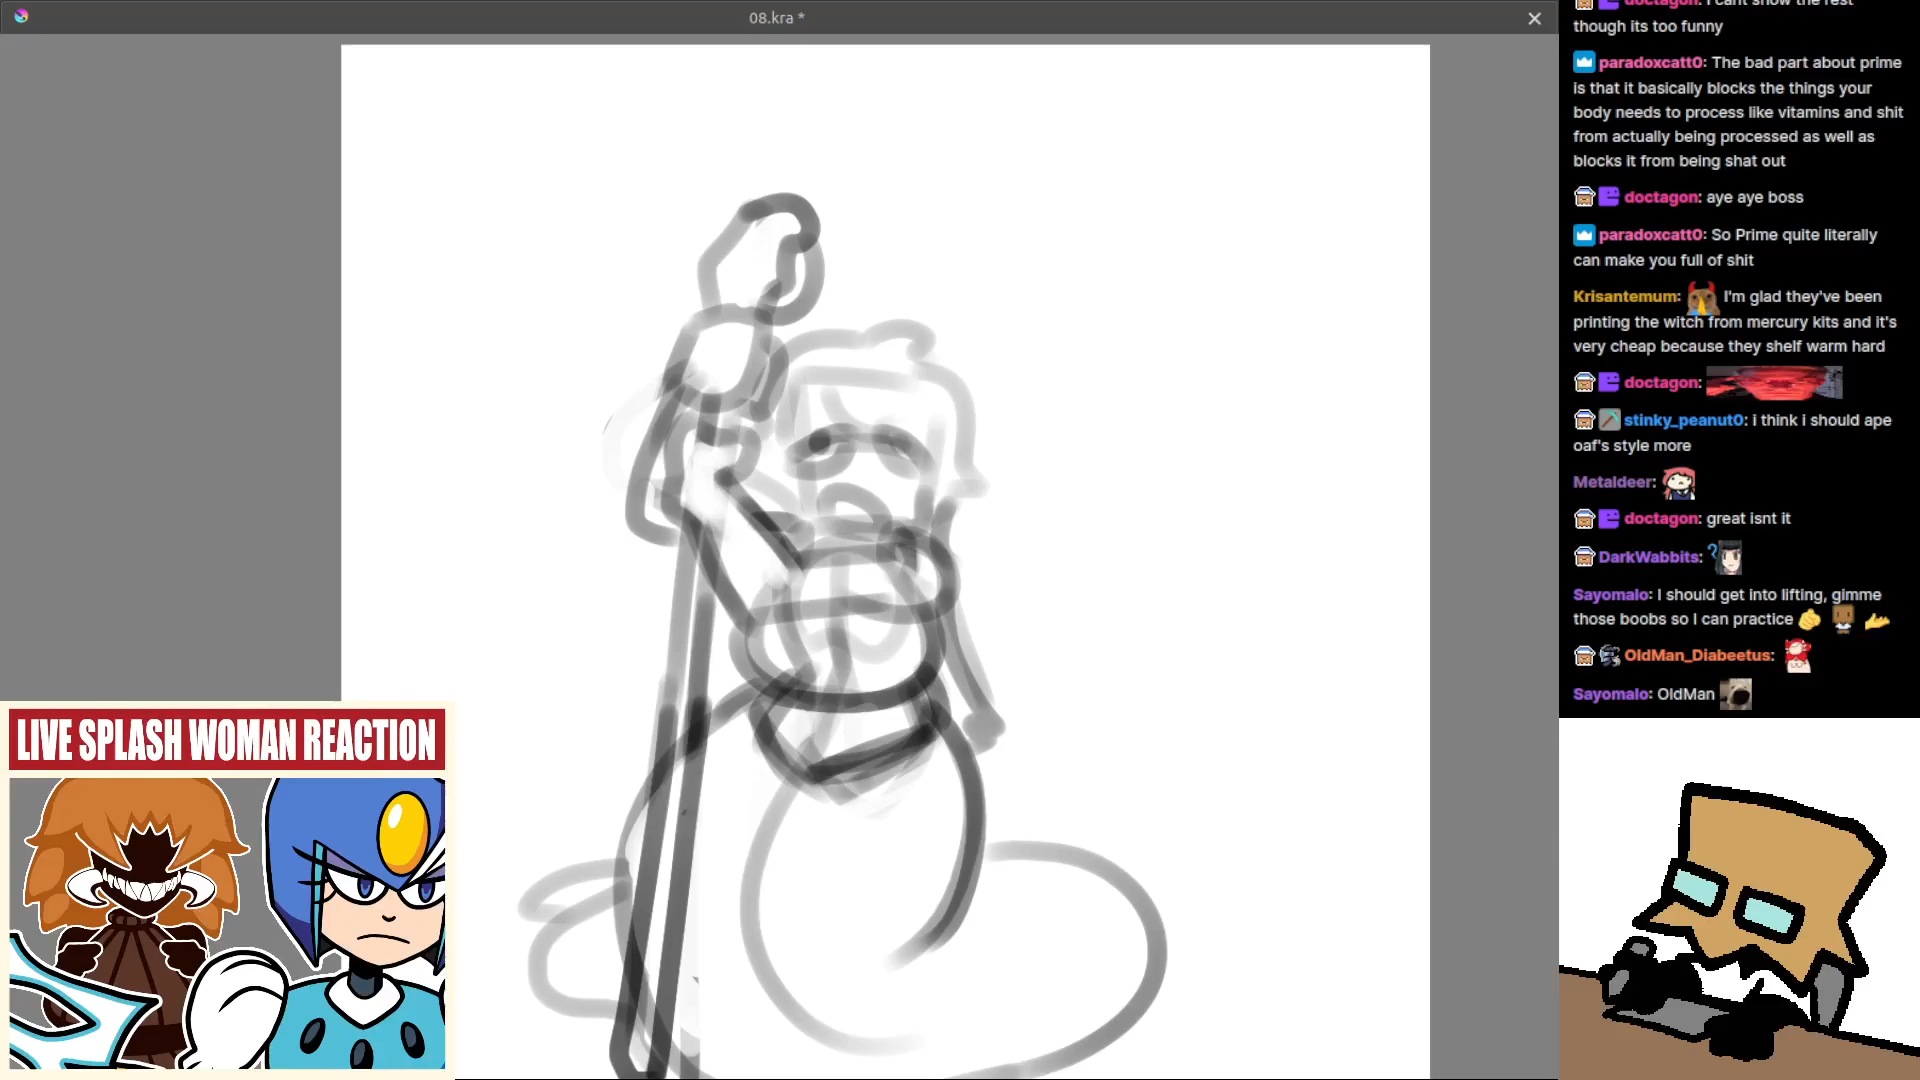 08.kra *
doctagon: I cant show the rest
though its too funny
paradoxcatt0: The bad part about prime
is that it basically blocks the things your
body needs to process like vitamins and shit
from actually being processed as well as
blocks it from being shat out
doctagon: aye aye boss
paradoxcatt0: So Prime quite literally
can make you full of shit
Krisantemum: I'm glad they've been
printing the witch from mercury kits and it's
very cheap because they shelf warm hard
doctagon:
stinky_peanut0: i think i should ape
oaf's style more
Metaldeer:
doctagon: great isnt it
DarkWabbits:
Sayomalo: I should get into lifting, gimme
those boobs so I can practice
OldMan_Diabeetus:
Sayomalo: OldMan
LIVE SPLASH WOMAN REACTION